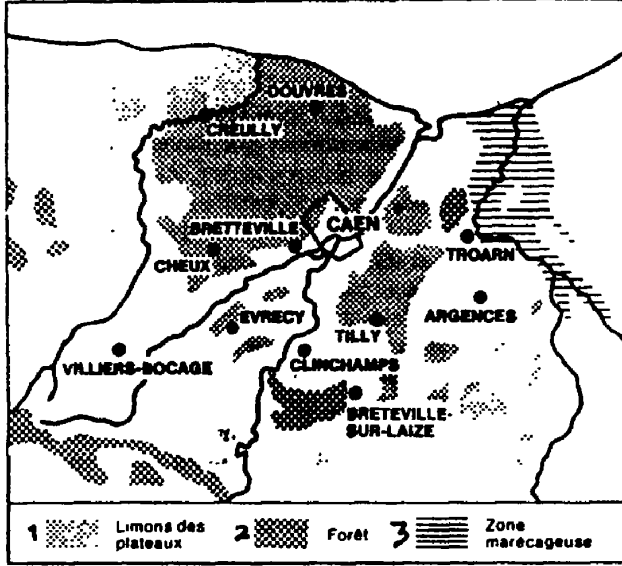 DOUVRES
CREULLY
BRETTEVILLE
CAEN
CHEUX
TROARN
EVRECY
ARGENCES
TILLY
VILLIERS-BOCAGE
CLINCHAMPS
BRETEVILLE-
SUR-LAIZE
1 Limons des
plateaux
2 Forêt
3 Zone
marécageuse